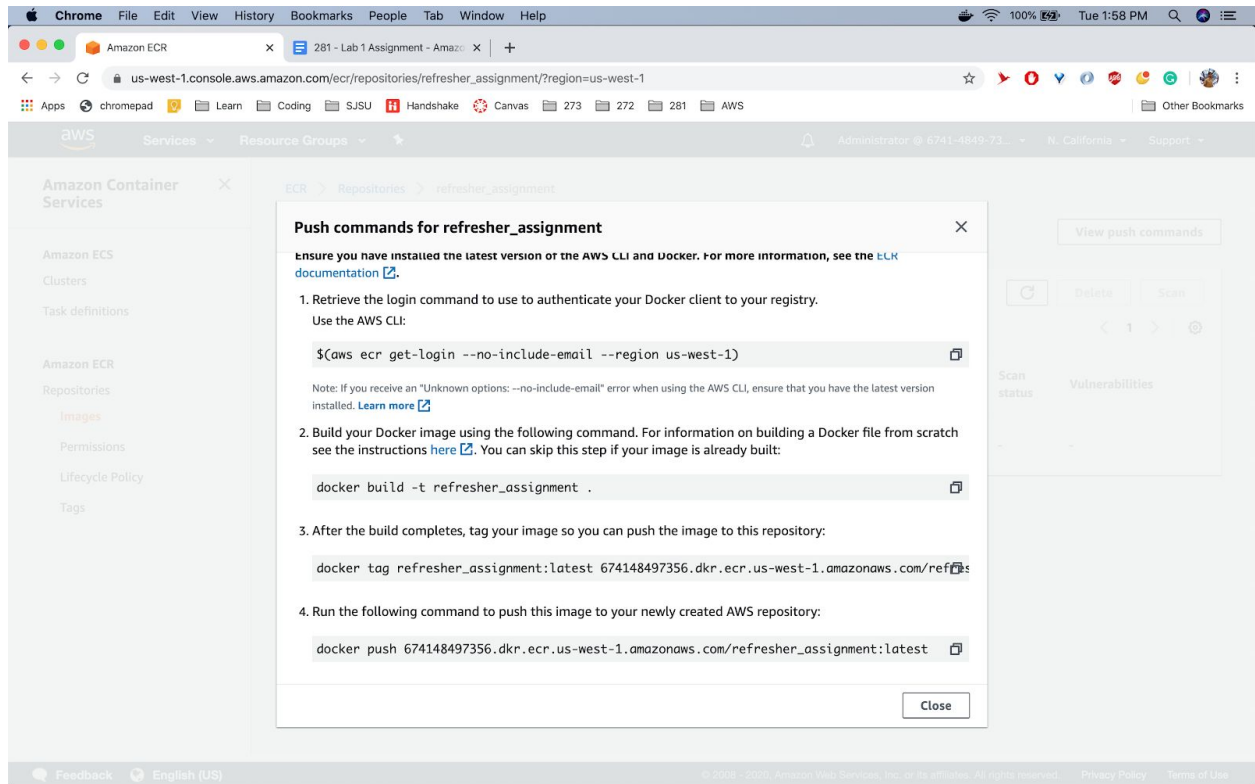 Chrome File Edit View History Bookmarks People Tab Window Help 100% Tue 1:58 PM
Amazon ECR 281 - Lab 1 Assignment - Amazo
us-west-1.console.aws.amazon.com/ecr/repositories/refresher_assignment/?region=us-west-1
Apps chromepad Learn Coding SJSU Handshake Canvas 273 272 281 AWS Other Bookmarks
aws Services Resource Groups Administrator @ 6741-4849-73... N. California Support
Amazon Container
Services
ECR > Repositories > refresher_assignment
View push commands
Amazon ECS
Clusters
Task definitions
Amazon ECR
Repositories
Images
Permissions
Lifecycle Policy
Tags
Delete Scan
1
Scan
status
Vulnerabilities
- -
Push commands for refresher_assignment
Ensure you have installed the latest version of the AWS CLI and Docker. For more information, see the ECR
documentation.
1. Retrieve the login command to use to authenticate your Docker client to your registry.
Use the AWS CLI:
$(aws ecr get-login --no-include-email --region us-west-1)
Note: If you receive an "Unknown options: --no-include-email" error when using the AWS CLI, ensure that you have the latest version
installed. Learn more
2. Build your Docker image using the following command. For information on building a Docker file from scratch
see the instructions here. You can skip this step if your image is already built:
docker build -t refresher_assignment .
3. After the build completes, tag your image so you can push the image to this repository:
docker tag refresher_assignment:latest 674148497356.dkr.ecr.us-west-1.amazonaws.com/refres
4. Run the following command to push this image to your newly created AWS repository:
docker push 674148497356.dkr.ecr.us-west-1.amazonaws.com/refresher_assignment:latest
Close
Feedback English (US) © 2008 - 2020, Amazon Web Services, Inc. or its affiliates. All rights reserved. Privacy Policy Terms of Use